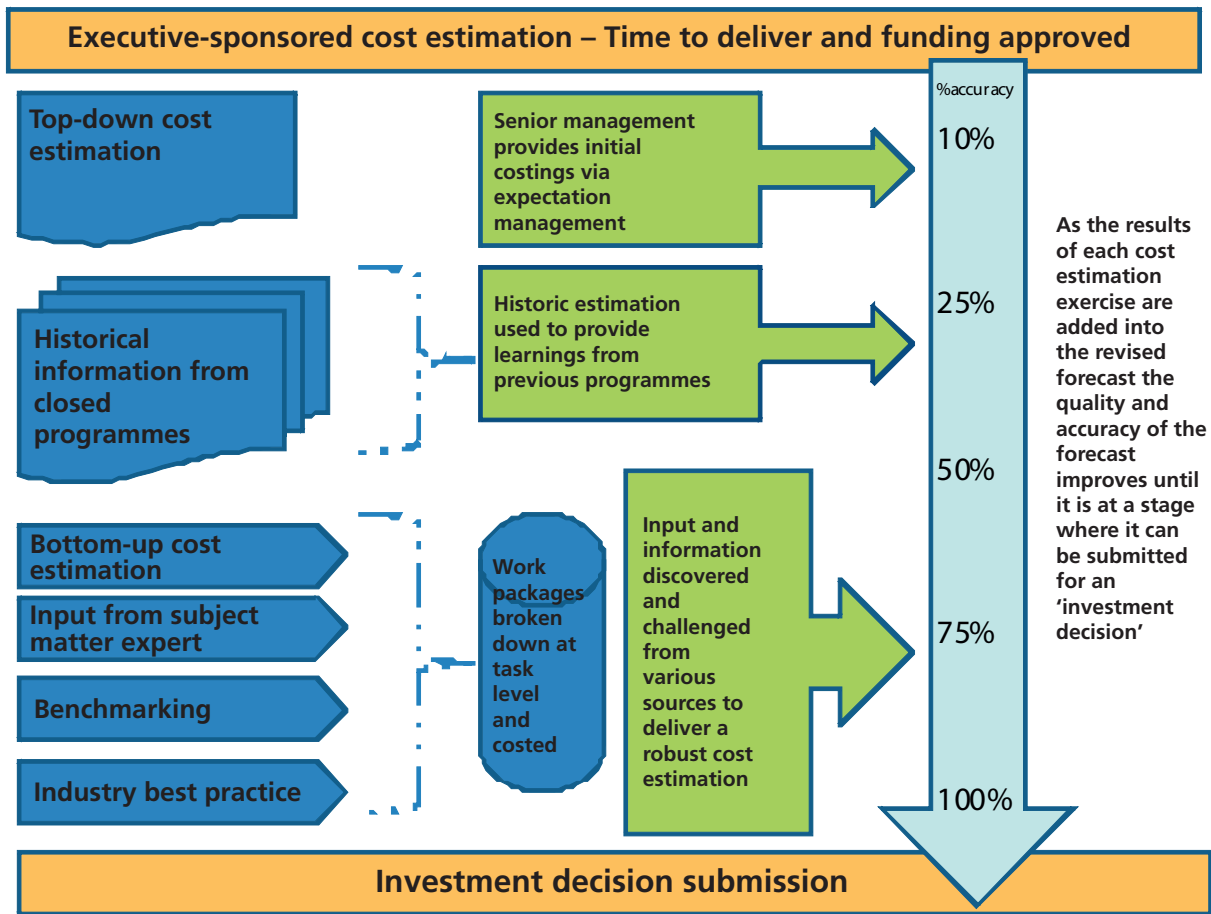 Executive-sponsored cost estimation – Time to deliver and funding approved
Top-down cost
estimation
Senior management
provides initial
costings via
expectation
management
%accuracy
10%
Historical
information from
closed
programmes
Historic estimation
used to provide
learnings from
previous programmes
25%
50%
Bottom-up cost
estimation
Input from subject
matter expert
Benchmarking
Industry best practice
Work
packages
broken
down at
task
level
and
costed
Input and
information
discovered
and
challenged
from
various
sources to
deliver a
robust cost
estimation
75%
100%
As the results
of each cost
estimation
exercise are
added into
the revised
forecast the
quality and
accuracy of the
forecast
improves until
it is at a stage
where it can
be submitted
for an
‘investment
decision’
Investment decision submission